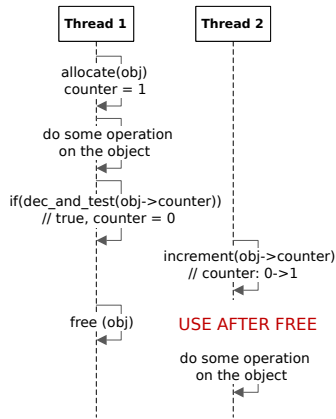 Thread 1
Thread 2
allocate(obj)
counter = 1
do some operation
on the object
if(dec_and_test(obj->counter))
// true, counter = 0
increment(obj->counter)
// counter: 0->1
free (obj)
USE AFTER FREE
do some operation
on the object